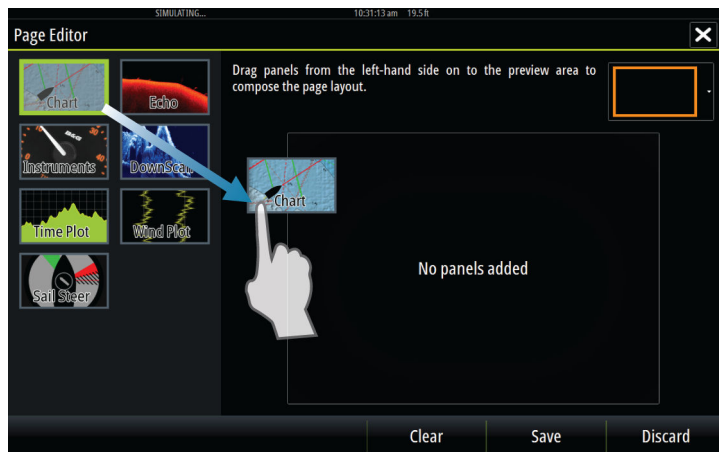 SIMULATING... 10:31:13 am 19.5 ft
Page Editor
Drag panels from the left-hand side on to the preview area to
compose the page layout.
Chart Echo
Instruments DownScan
Chart
Time Plot Wind Plot
No panels added
Sail Steer
Clear Save Discard